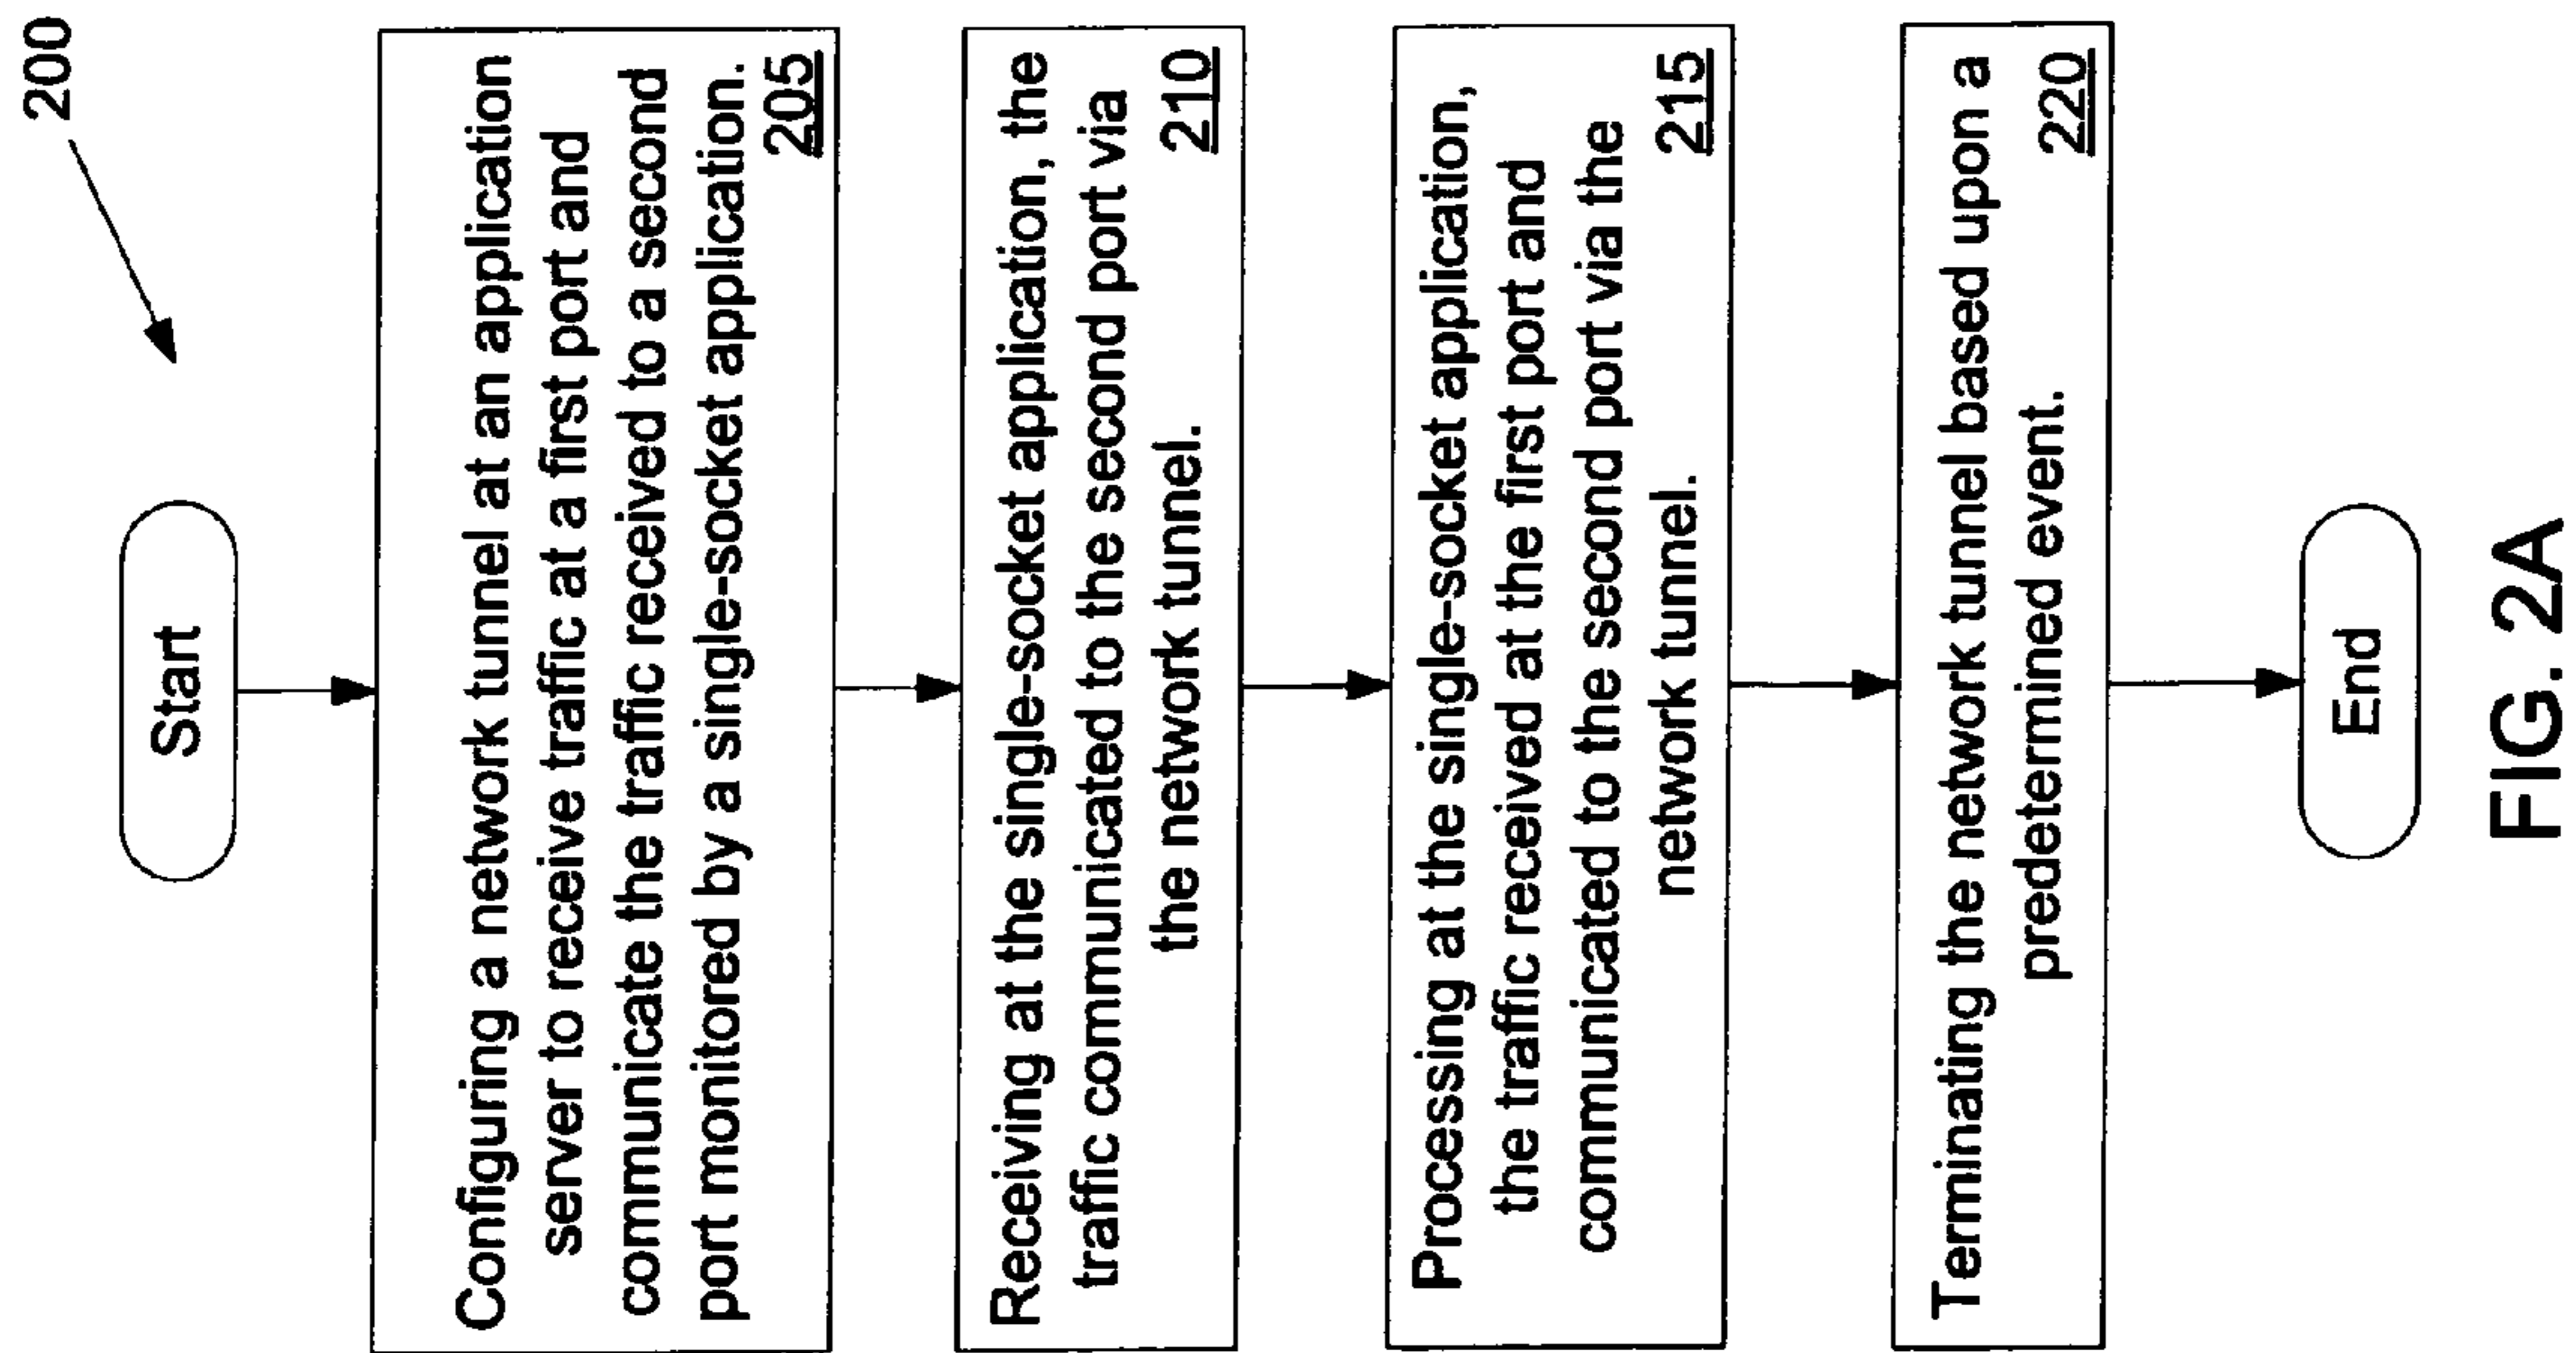 200
Start
Configuring a network tunnel at an application
server to receive traffic at a first port and
communicate the traffic received to a second
port monitored by a single-socket application.
205
Receiving at the single-socket application, the
traffic communicated to the second port via
the network tunnel.
210
Processing at the single-socket application,
the traffic received at the first port and
communicated to the second port via the
network tunnel.
215
Terminating the network tunnel based upon a
predetermined event.
220
End
FIG. 2A